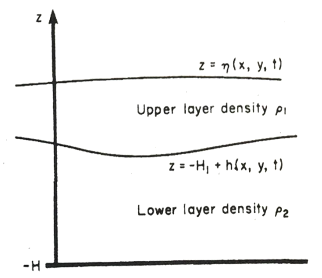 z
z = η(x, y, t)
Upper layer density ρ₁
z = -H₁ + h(x, y, t)
Lower layer density ρ₂
-H